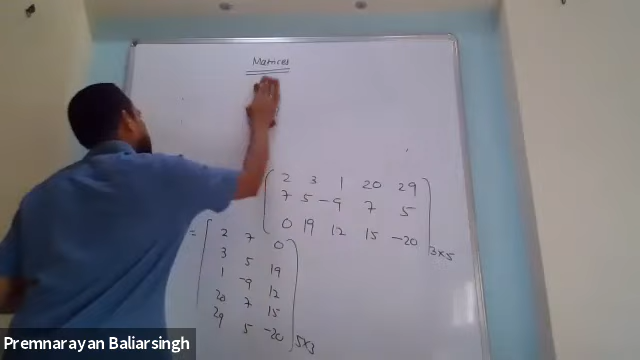 Matrices
2 3 1 20 29
7 5 -9 7 5
0 19 12 15 -20
3×5
= 2 7 0
3 5 19
1 -9 12
20 7 15
29 5 -20
5×3
Premnarayan Baliarsingh